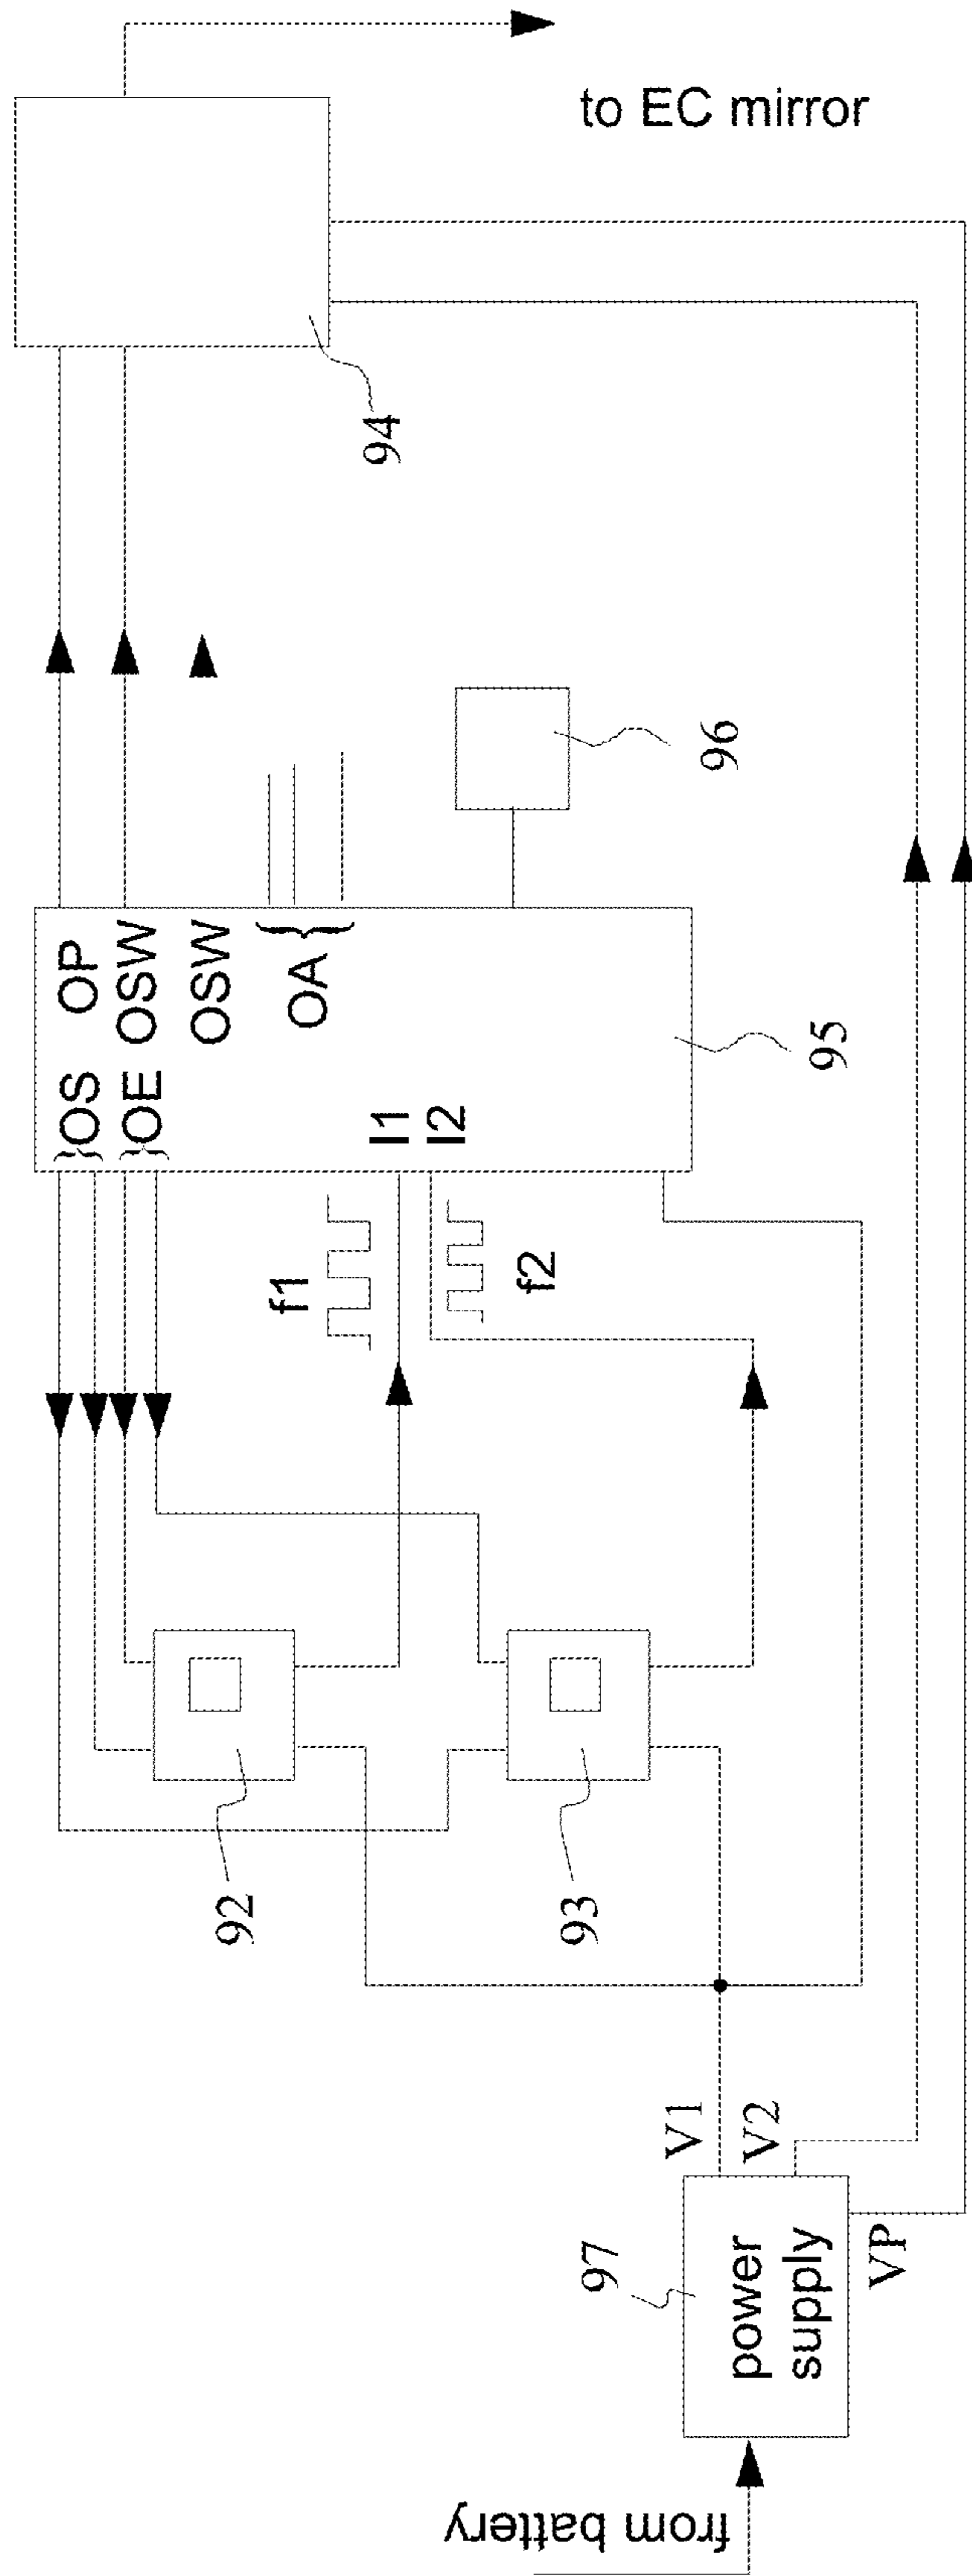 to EC mirror
94
}OS OP
}OE OSW
OSW
OA {
96
95
I1
I2
f1
f2
92
93
V1
V2
VP
97
power
supply
from battery